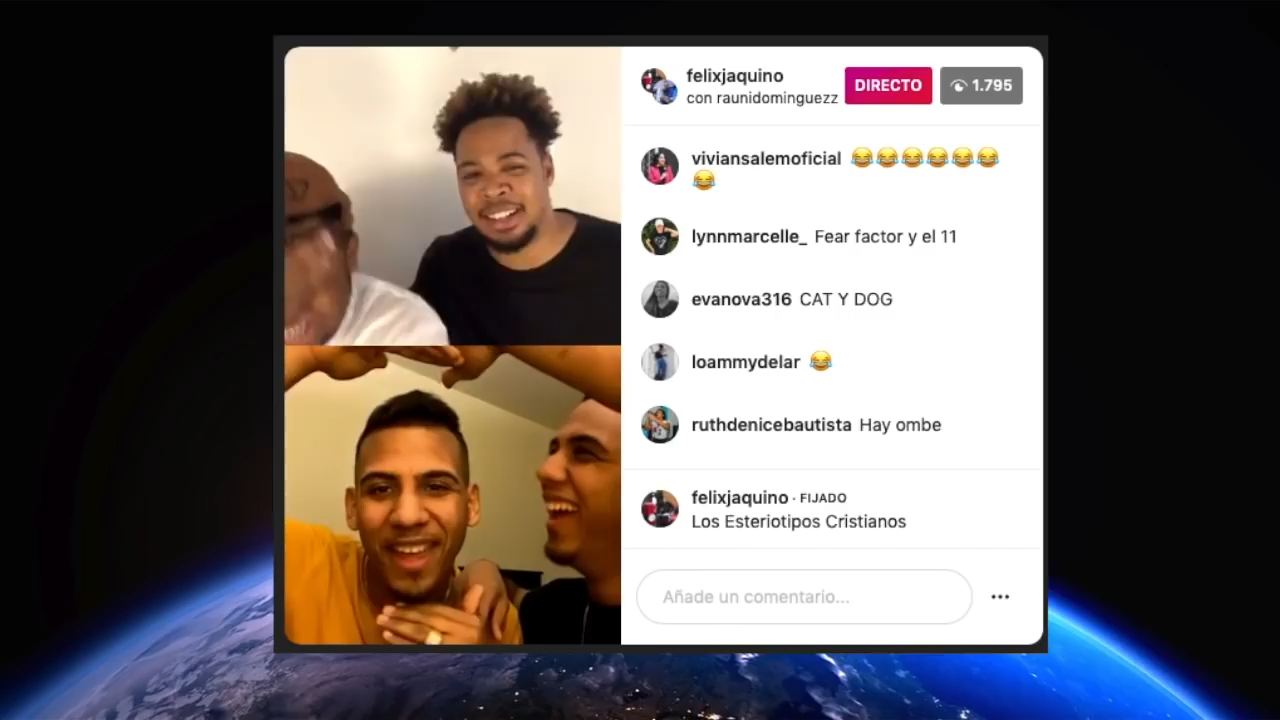 felixjaquino
con raunidominguezz
DIRECTO
1.795
viviansalemoficial 😂😂😂😂😂😂
😂
lynnmarcelle_ Fear factor y el 11
evanova316 CAT Y DOG
loammydelar 😂
ruthdenicebautista Hay ombe
felixjaquino · FIJADO
Los Esteriotipos Cristianos
Añade un comentario...